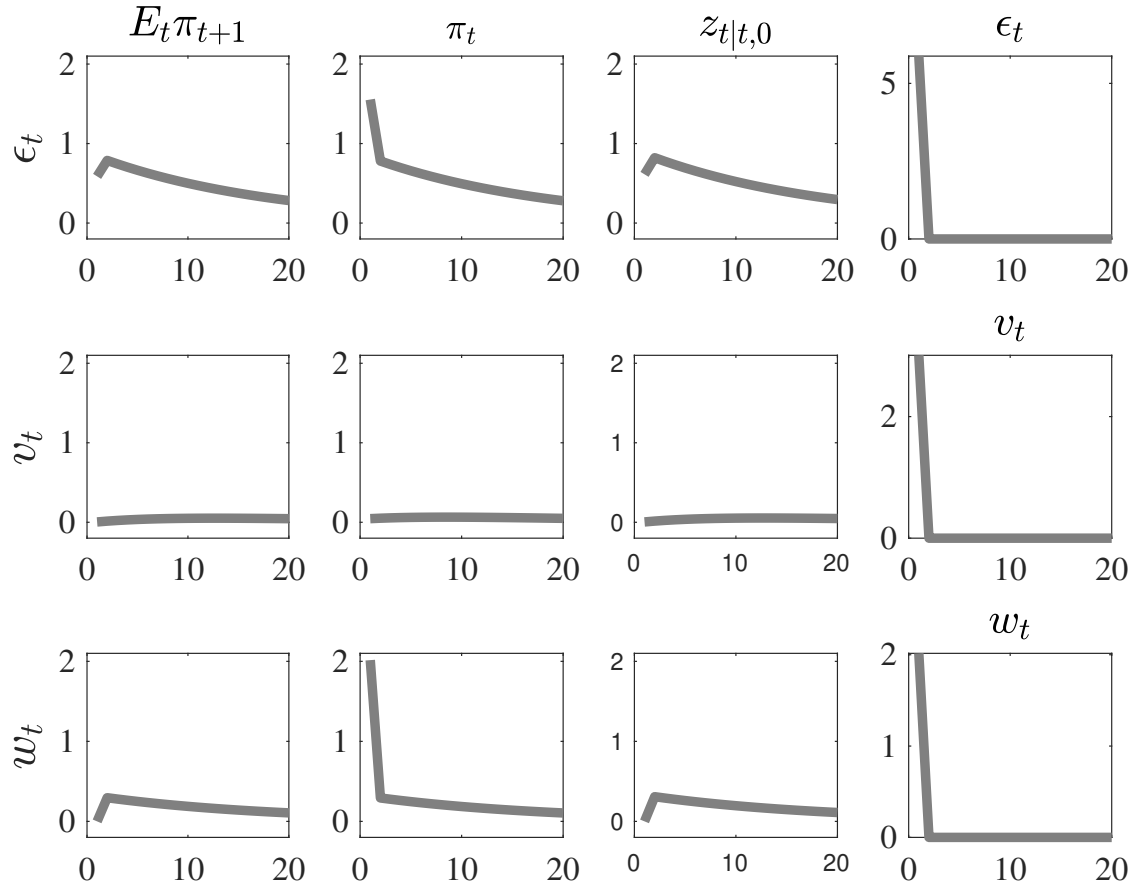 E_tπ_{t+1} π_t z_{t|t,0} ϵ_t
ϵ_t
2 1 0 2 1 0 2 1 0 5 0
0 10 20 0 10 20 0 10 20 0 10 20
v_t
v_t
2 1 0 2 1 0 2 1 0 2 0
0 10 20 0 10 20 0 10 20 0 10 20
w_t
w_t
2 1 0 2 1 0 2 1 0 2 1 0
0 10 20 0 10 20 0 10 20 0 10 20